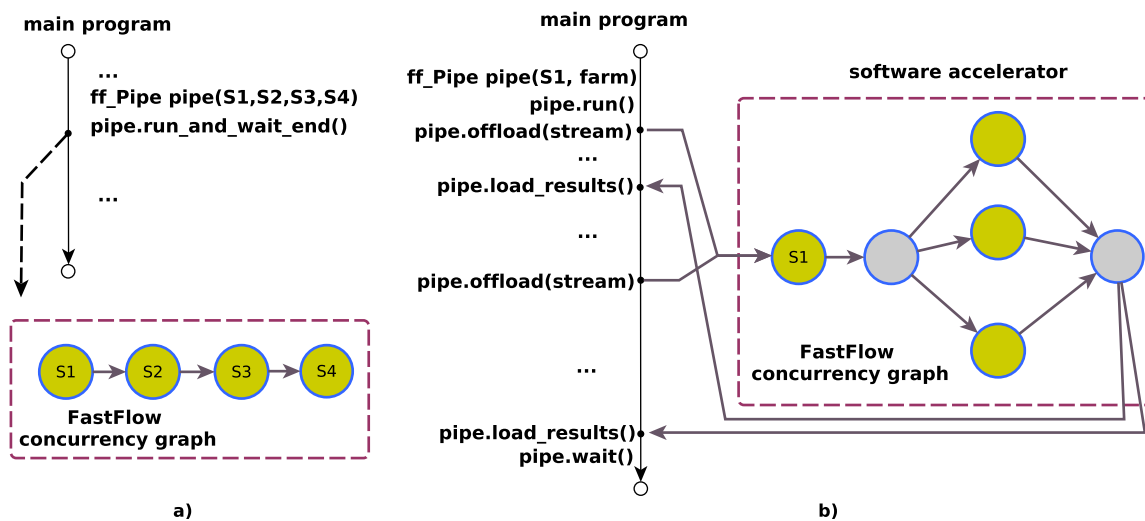 main program
...
ff_Pipe pipe(S1,S2,S3,S4)
pipe.run_and_wait_end()
...
S1
S2
S3
S4
FastFlow
concurrency graph
a)
main program
ff_Pipe pipe(S1, farm)
pipe.run()
pipe.offload(stream)
...
pipe.load_results()
...
pipe.offload(stream)
...
pipe.load_results()
pipe.wait()
software accelerator
S1
FastFlow
concurrency graph
b)